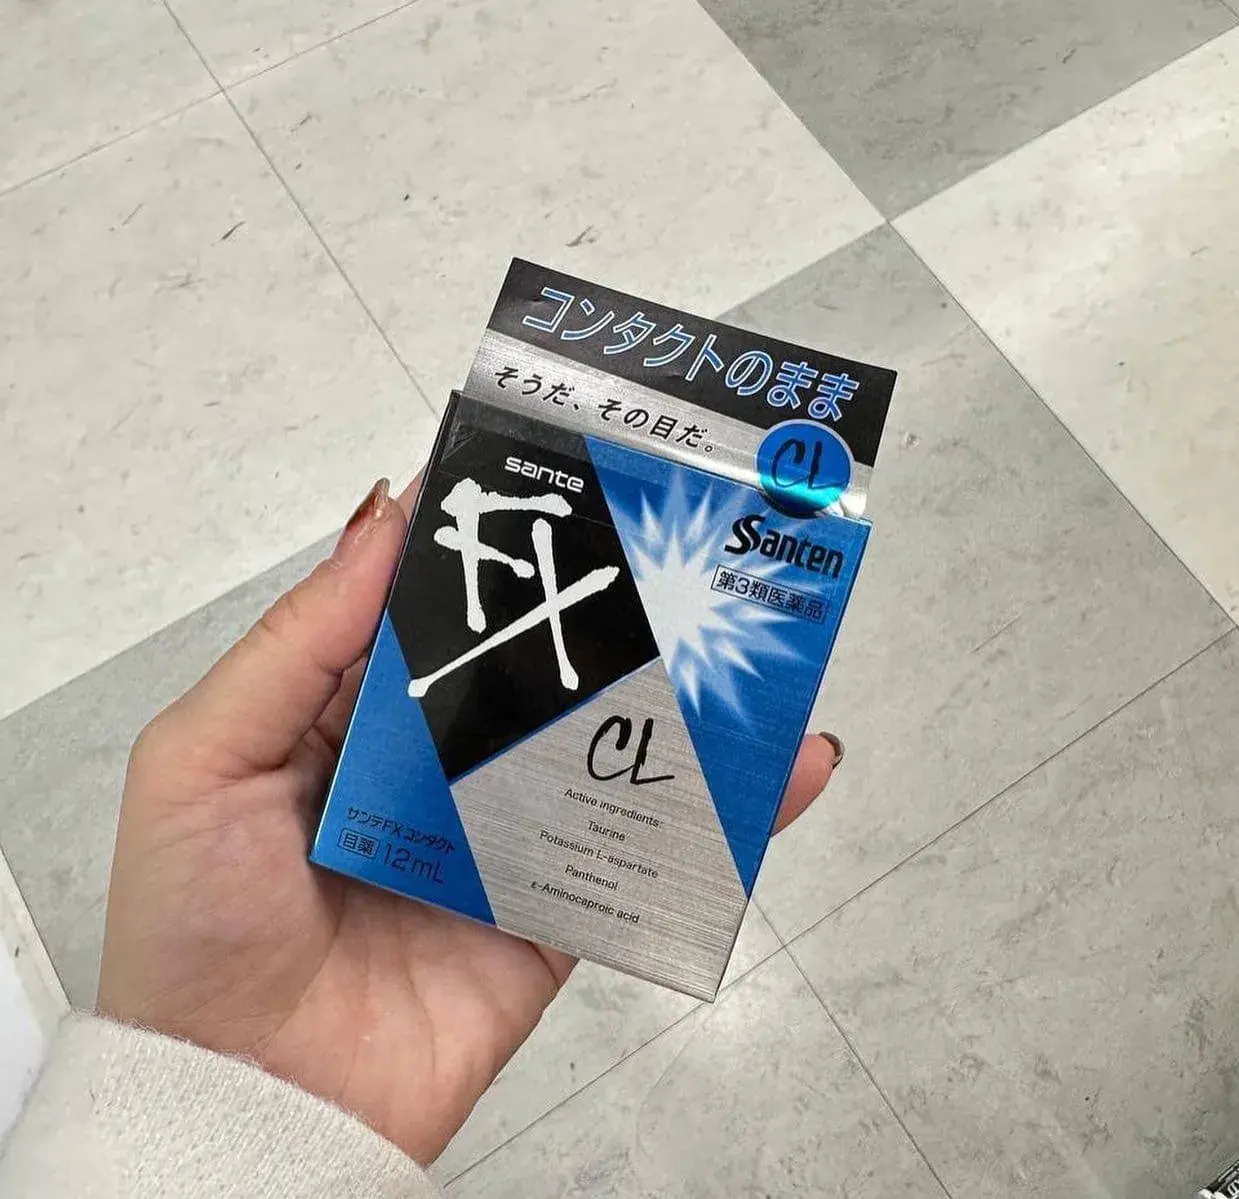 コンタクトのまま
そうだ、その目だ。
CL
sante
FX
Santen
第3類医薬品
CL
Active ingredients:
Taurine
Potassium L-aspartate
Panthenol
ε-Aminocaproic acid
サンテFXコンタクト
目薬 12mL